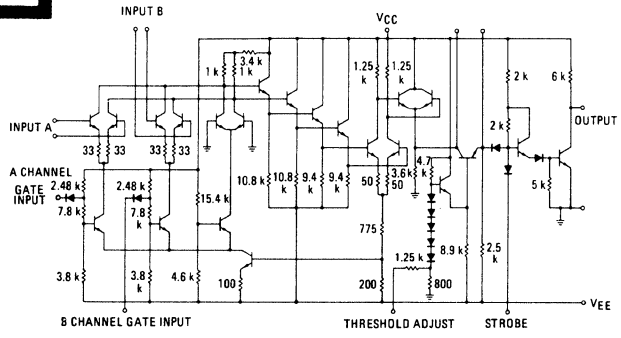 INPUT B
VCC
3.4 k
1 k
1 k
1.25 k
1.25 k
2 k
6 k
OUTPUT
INPUT A
2 k
33
33
33
33
A CHANNEL GATE INPUT
2.48 k
2.48 k
7.8 k
7.8 k
15.4 k
10.8 k
10.8 k
9.4 k
9.4 k
50
50
3.6 k
4.7 k
5 k
775
8.9 k
2.5 k
3.8 k
3.8 k
4.6 k
100
200
1.25 k
800
VEE
B CHANNEL GATE INPUT
THRESHOLD ADJUST
STROBE